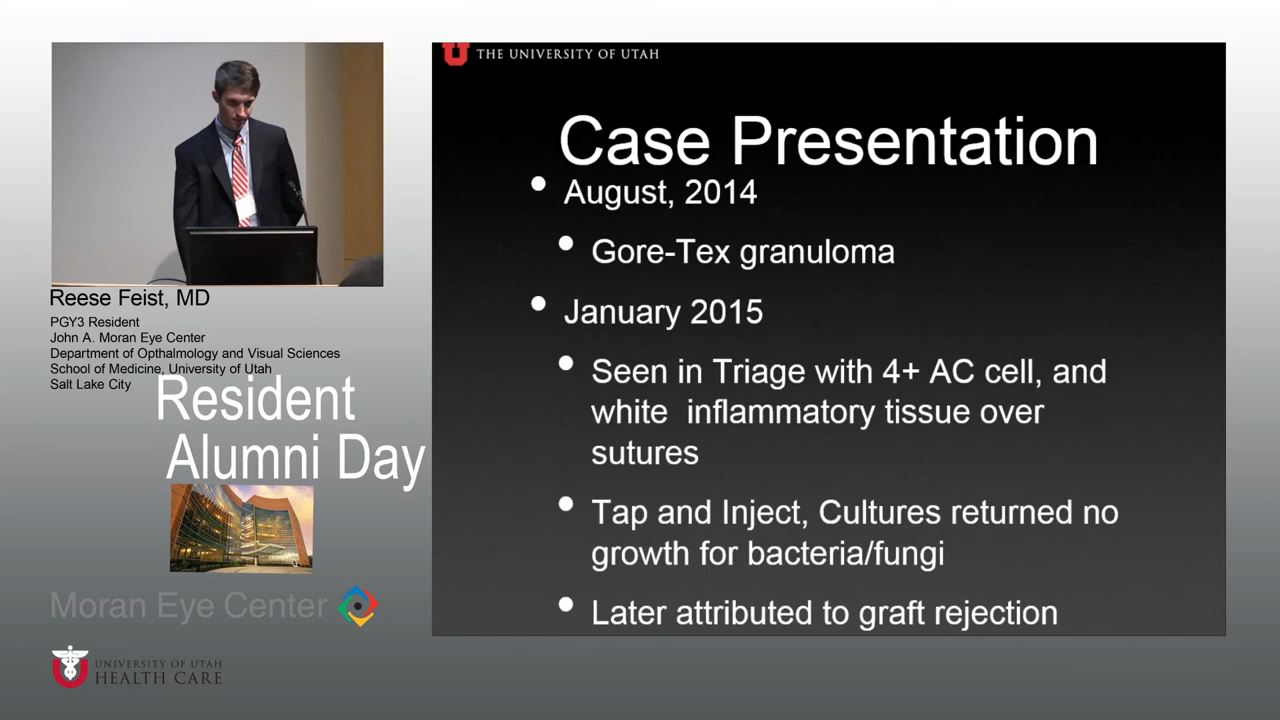 THE UNIVERSITY OF UTAH
Case Presentation
August, 2014
Gore-Tex granuloma
January 2015
Seen in Triage with 4+ AC cell, and
white inflammatory tissue over
sutures
Tap and Inject, Cultures returned no
growth for bacteria/fungi
Later attributed to graft rejection
Reese Feist, MD
PGY3 Resident
John A. Moran Eye Center
Department of Opthalmology and Visual Sciences
School of Medicine, University of Utah
Salt Lake City
Resident
Alumni Day
Moran Eye Center
UNIVERSITY OF UTAH
HEALTH CARE